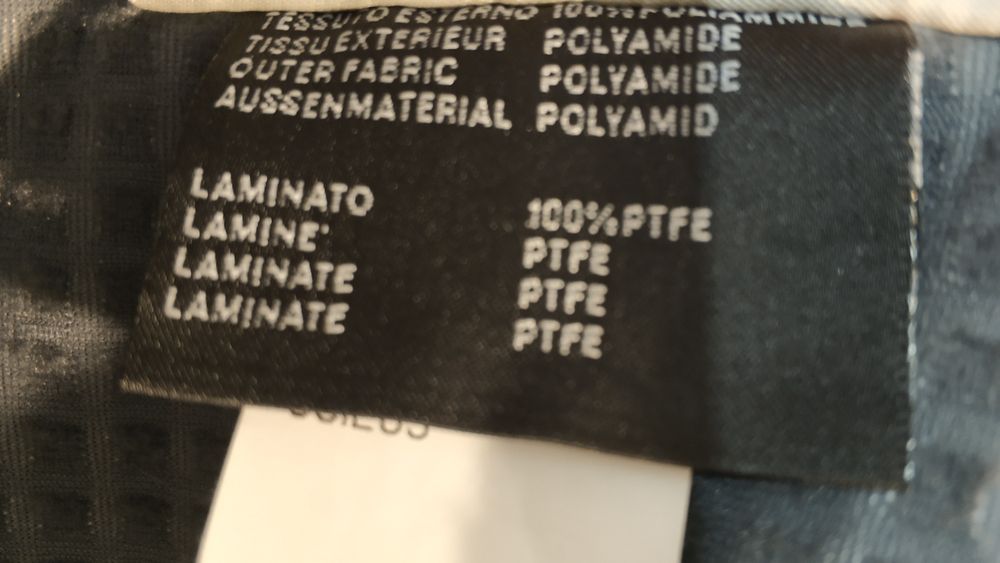 TESSUTO ESTERNO 100% POLIAMMIDE
TISSU EXTERIEUR POLYAMIDE
OUTER FABRIC POLYAMIDE
AUSSENMATERIAL POLYAMID
LAMINATO 100% PTFE
LAMINE' PTFE
LAMINATE PTFE
LAMINATE PTFE